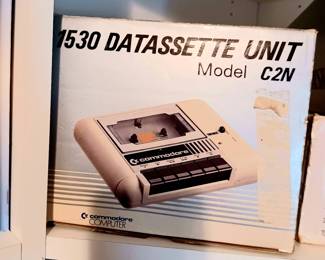 1530 DATASSETTE UNIT
Model C2N
commodore
commodore
COMPUTER